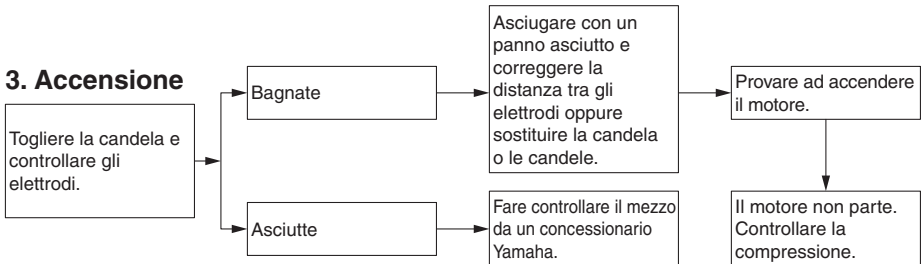 3. Accensione
Togliere la candela e
controllare gli
elettrodi.
Bagnate
Asciugare con un
panno asciutto e
correggere la
distanza tra gli
elettrodi oppure
sostituire la candela
o le candele.
Provare ad accendere
il motore.
Il motore non parte.
Controllare la
compressione.
Asciutte
Fare controllare il mezzo
da un concessionario
Yamaha.